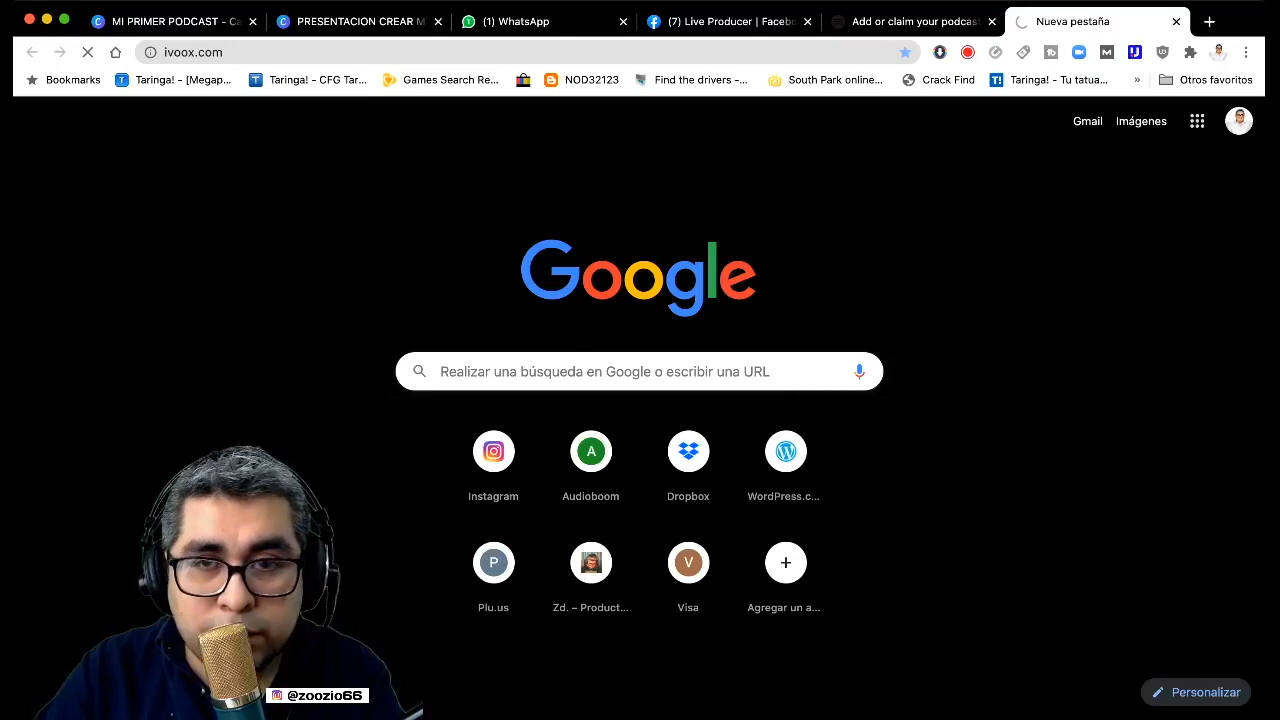 MI PRIMER PODCAST - Ca
PRESENTACION CREAR M
(1) WhatsApp
(7) Live Producer | Facebo
Add or claim your podcast
Nueva pestaña
ivoox.com
Bookmarks
Taringa! - [Megap...
Taringa! - CFG Tar...
Games Search Re...
NOD32123
Find the drivers -...
South Park online...
Crack Find
Taringa! - Tu tatua...
»
Otros favoritos
Gmail
Imágenes
Google
Realizar una búsqueda en Google o escribir una URL
Instagram
A
Audioboom
Dropbox
WordPress.c...
P
Plu.us
Zd. – Product...
V
Visa
Agregar un a...
@zoozio66
Personalizar